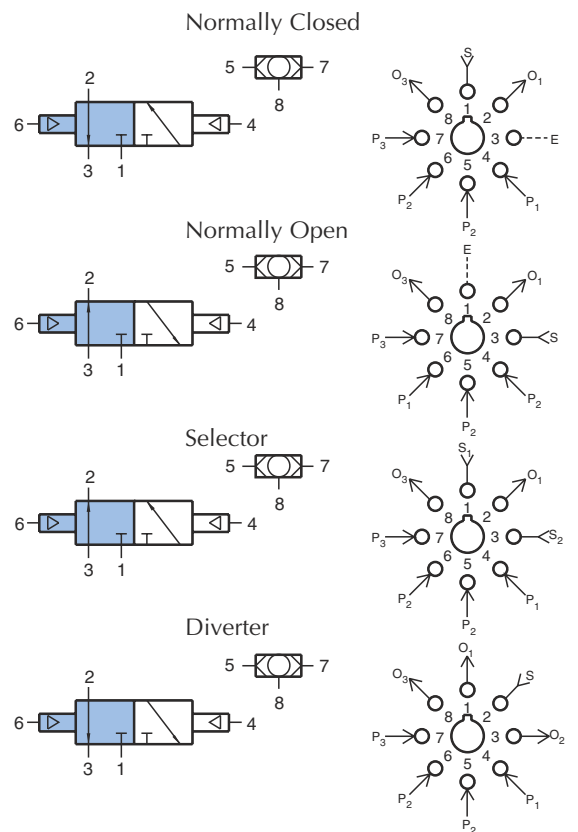 Normally Closed
2
5 7
8
6 4
3 1
S
O3 O1
1
8 2
P3 7 3 E
6 4
5
P2 P1
P2
Normally Open
2
5 7
8
6 4
3 1
E
O3 O1
1
8 2
P3 7 3 S
6 4
5
P1 P2
P2
Selector
2
5 7
8
6 4
3 1
S1
O3 O1
1
8 2
P3 7 3 S2
6 4
5
P2 P1
P2
Diverter
2
5 7
8
6 4
3 1
O1
O3 S
1
8 2
P3 7 3 O2
6 4
5
P2 P1
P2